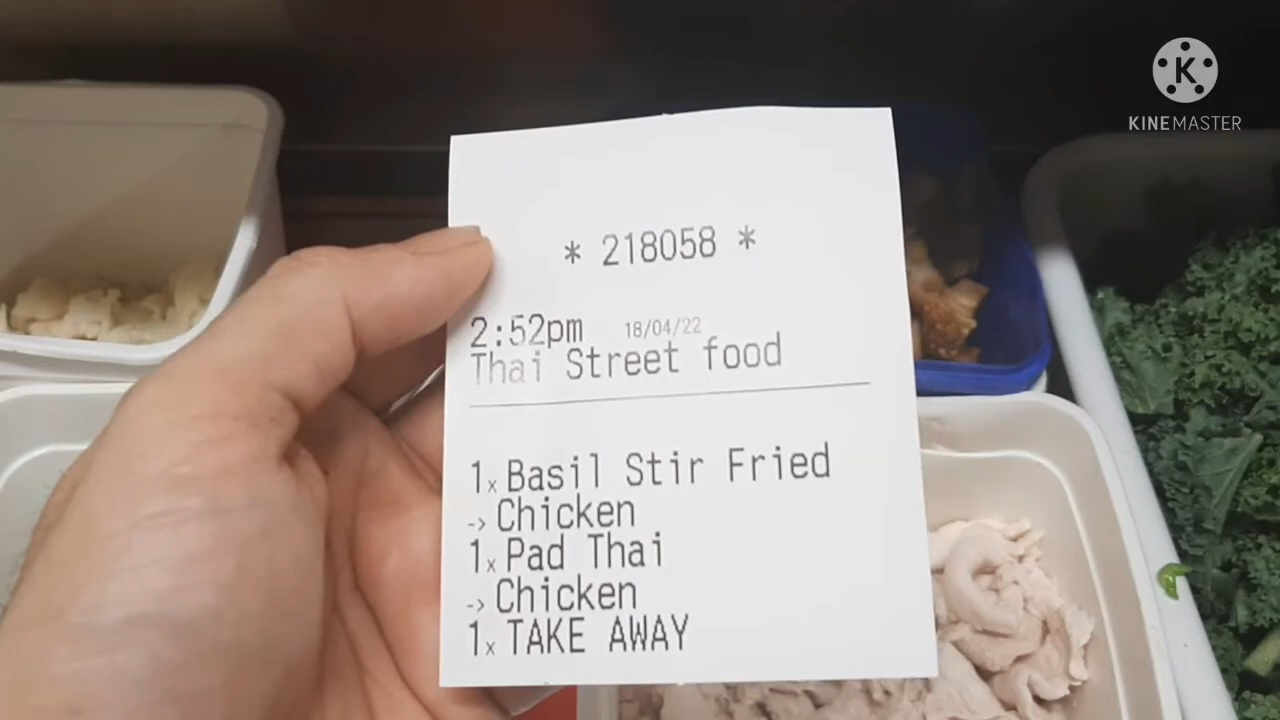 * 218058 *
2:52pm 18/04/22
Thai Street food
1x Basil Stir Fried
-> Chicken
1x Pad Thai
-> Chicken
1x TAKE AWAY
K
KINEMASTER